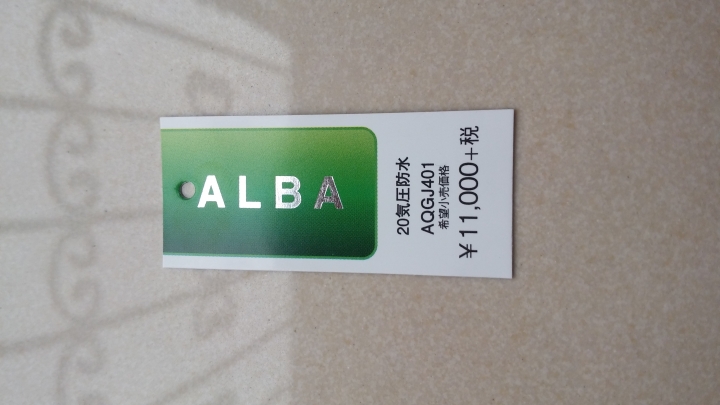 ALBA
20気圧防水
AQGJ401
希望小売価格
¥11,000+税